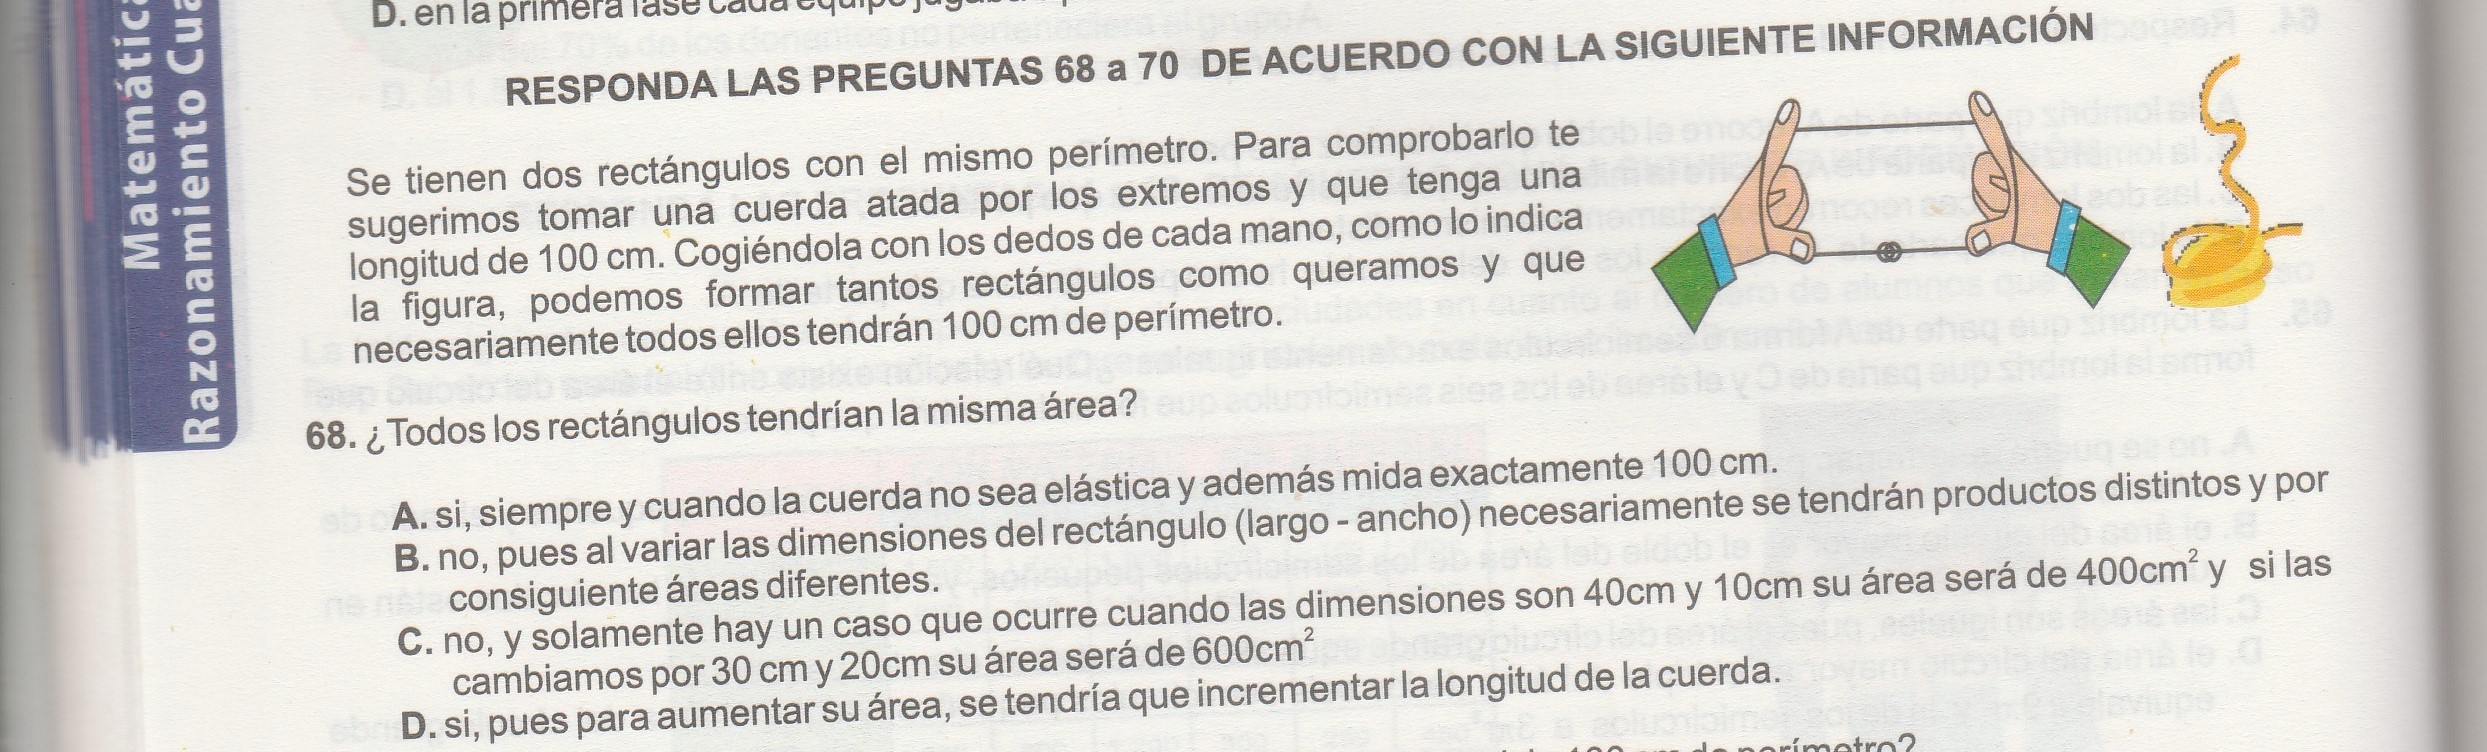 Matemátic
Razonamiento Cua
D. en la primera fase cada equipo
RESPONDA LAS PREGUNTAS 68 a 70 DE ACUERDO CON LA SIGUIENTE INFORMACIÓN
Se tienen dos rectángulos con el mismo perímetro. Para comprobarlo te
sugerimos tomar una cuerda atada por los extremos y que tenga una
longitud de 100 cm. Cogiéndola con los dedos de cada mano, como lo indica
la figura, podemos formar tantos rectángulos como queramos y que
necesariamente todos ellos tendrán 100 cm de perímetro.
68. ¿Todos los rectángulos tendrían la misma área?
A. si, siempre y cuando la cuerda no sea elástica y además mida exactamente 100 cm.
B. no, pues al variar las dimensiones del rectángulo (largo - ancho) necesariamente se tendrán productos distintos y por
consiguiente áreas diferentes.
C. no, y solamente hay un caso que ocurre cuando las dimensiones son 40cm y 10cm su área será de 400cm² y si las
cambiamos por 30 cm y 20cm su área será de 600cm²
D. si, pues para aumentar su área, se tendría que incrementar la longitud de la cuerda.
perímetro?